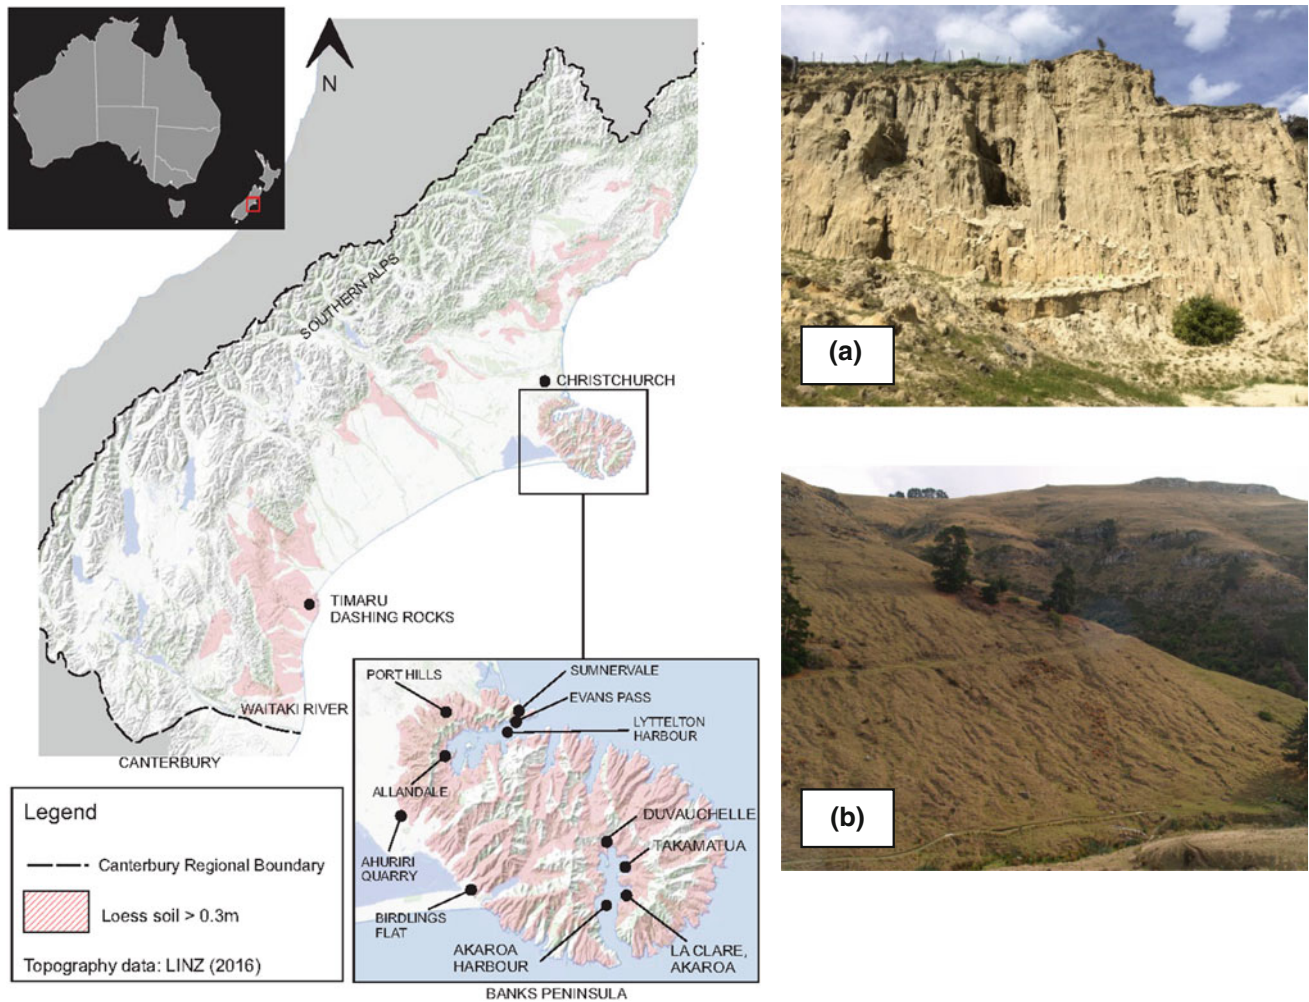 N
SOUTHERN ALPS
CHRISTCHURCH
TIMARU
DASHING ROCKS
WAITAKI RIVER
CANTERBURY
PORT HILLS
SUMNERVALE
EVANS PASS
LYTTELTON
HARBOUR
ALLANDALE
DUVAUCHELLE
TAKAMATUA
AHURIRI
QUARRY
BIRDLINGS
FLAT
AKAROA
HARBOUR
LA CLARE,
AKAROA
BANKS PENINSULA
Legend
Canterbury Regional Boundary
Loess soil > 0.3m
Topography data: LINZ (2016)
(a)
(b)